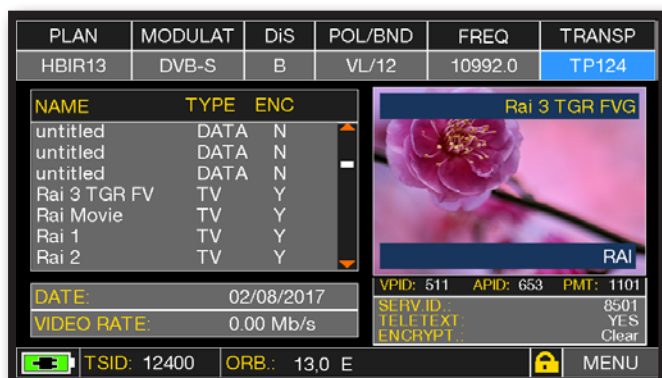 PLAN MODULAT DiS POL/BND FREQ TRANSP
HBIR13 DVB-S B VL/12 10992.0 TP124
NAME TYPE ENC
untitled DATA N
untitled DATA N
untitled DATA N
Rai 3 TGR FV TV Y
Rai Movie TV Y
Rai 1 TV Y
Rai 2 TV Y
Rai 3 TGR FVG
RAI
VPID: 511 APID: 653 PMT: 1101
SERV.ID.: 8501
TELETEXT: YES
ENCRYPT.: Clear
DATE: 02/08/2017
VIDEO RATE: 0.00 Mb/s
TSID: 12400 ORB.: 13,0 E MENU